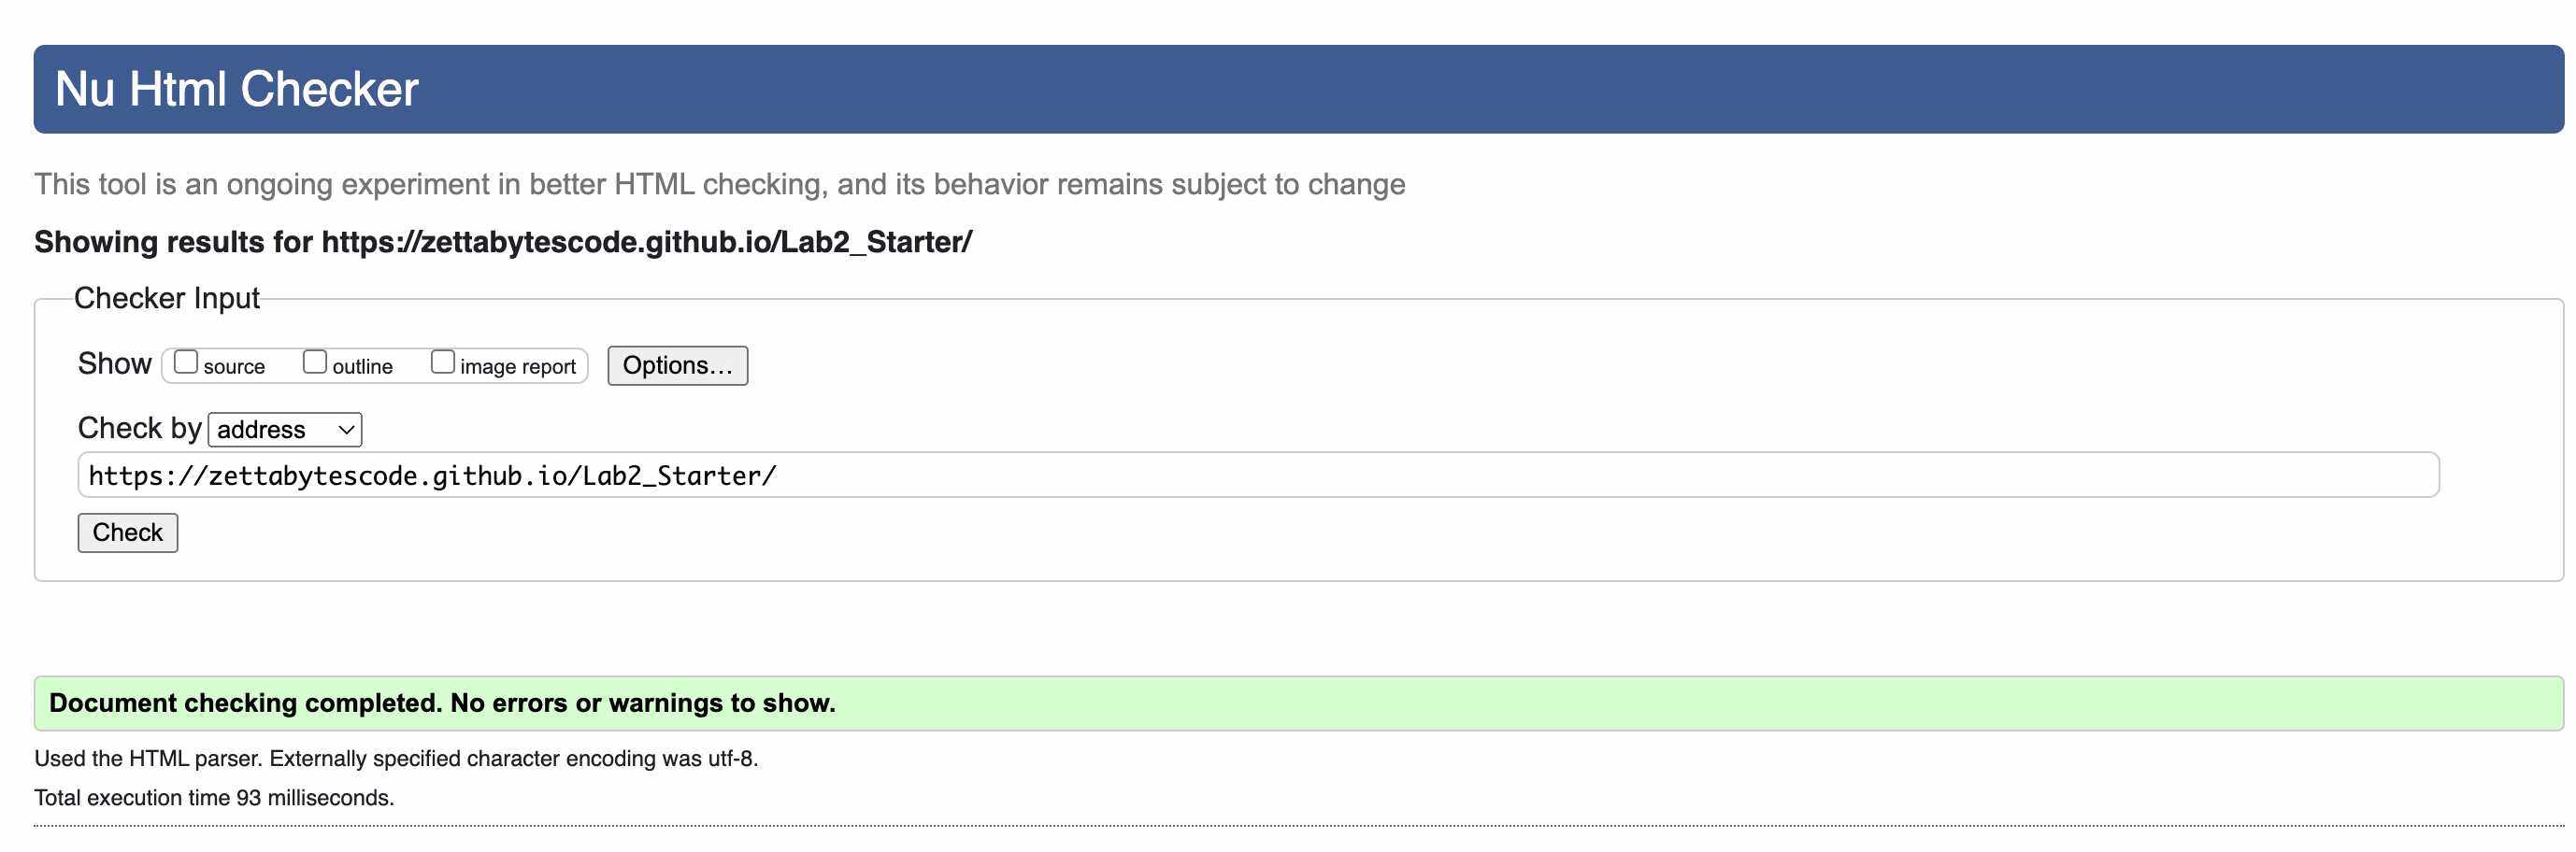 Nu Html Checker
This tool is an ongoing experiment in better HTML checking, and its behavior remains subject to change
Showing results for https://zettabytescode.github.io/Lab2_Starter/
Checker Input
Show source outline image report Options...
Check by address
https://zettabytescode.github.io/Lab2_Starter/
Check
Document checking completed. No errors or warnings to show.
Used the HTML parser. Externally specified character encoding was utf-8.
Total execution time 93 milliseconds.